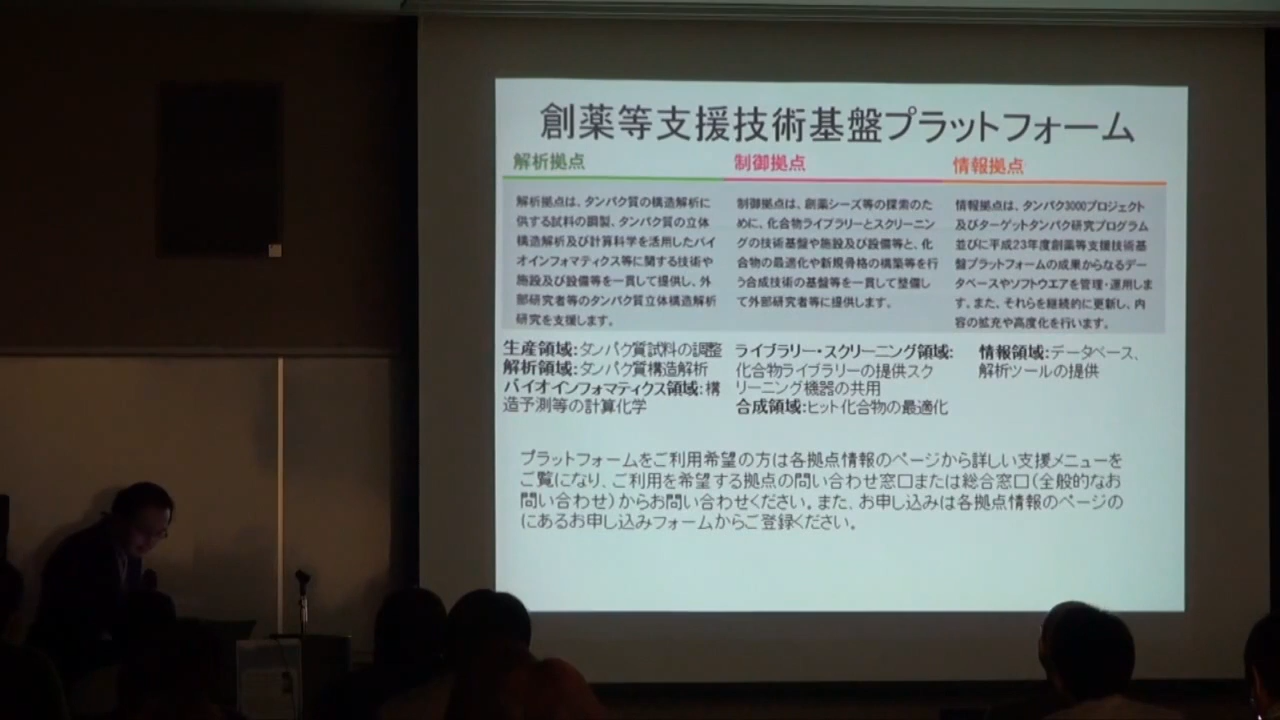 創薬等支援技術基盤プラットフォーム
解析拠点
解析拠点は、タンパク質の構造解析に
供する試料の調製、タンパク質の立体
構造解析及び計算科学を活用したバイ
オインフォマティクス等に関する技術や
施設及び設備等を一貫して提供し、外
部研究者等のタンパク質立体構造解析
研究を支援します。
生産領域:タンパク質試料の調整
解析領域:タンパク質構造解析
バイオインフォマティクス領域:構
造予測等の計算化学
制御拠点
制御拠点は、創薬シーズ等の探索のた
めに、化合物ライブラリーとスクリーニン
グの技術基盤や施設及び設備等と、化
合物の最適化や新規骨格の構築等を行
う合成技術の基盤等を一貫して整備し
て外部研究者等に提供します。
ライブラリー・スクリーニング領域:
化合物ライブラリーの提供スク
リーニング機器の共用
合成領域:ヒット化合物の最適化
情報拠点
情報拠点は、タンパク3000プロジェクト
及びターゲットタンパク研究プログラム
並びに平成23年度創薬等支援技術基
盤プラットフォームの成果からなるデー
タベースやソフトウエアを管理・運用しま
す。また、それらを継続的に更新し、内
容の拡充や高度化を行います。
情報領域:データベース、
解析ツールの提供
プラットフォームをご利用希望の方は各拠点情報のページから詳しい支援メニューを
ご覧になり、ご利用を希望する拠点の問い合わせ窓口または総合窓口(全般的なお
問い合わせ)からお問い合わせください。また、お申し込みは各拠点情報のページの
にあるお申し込みフォームからご登録ください。